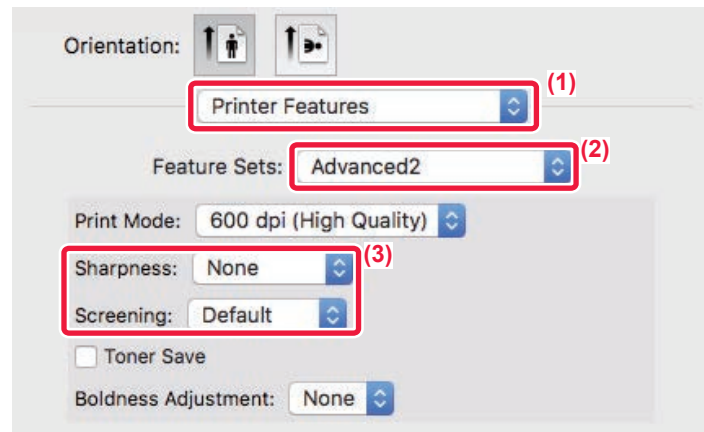 Orientation:
(1)
Printer Features
(2)
Feature Sets: Advanced2
Print Mode: 600 dpi (High Quality)
Sharpness: None
(3)
Screening: Default
Toner Save
Boldness Adjustment: None